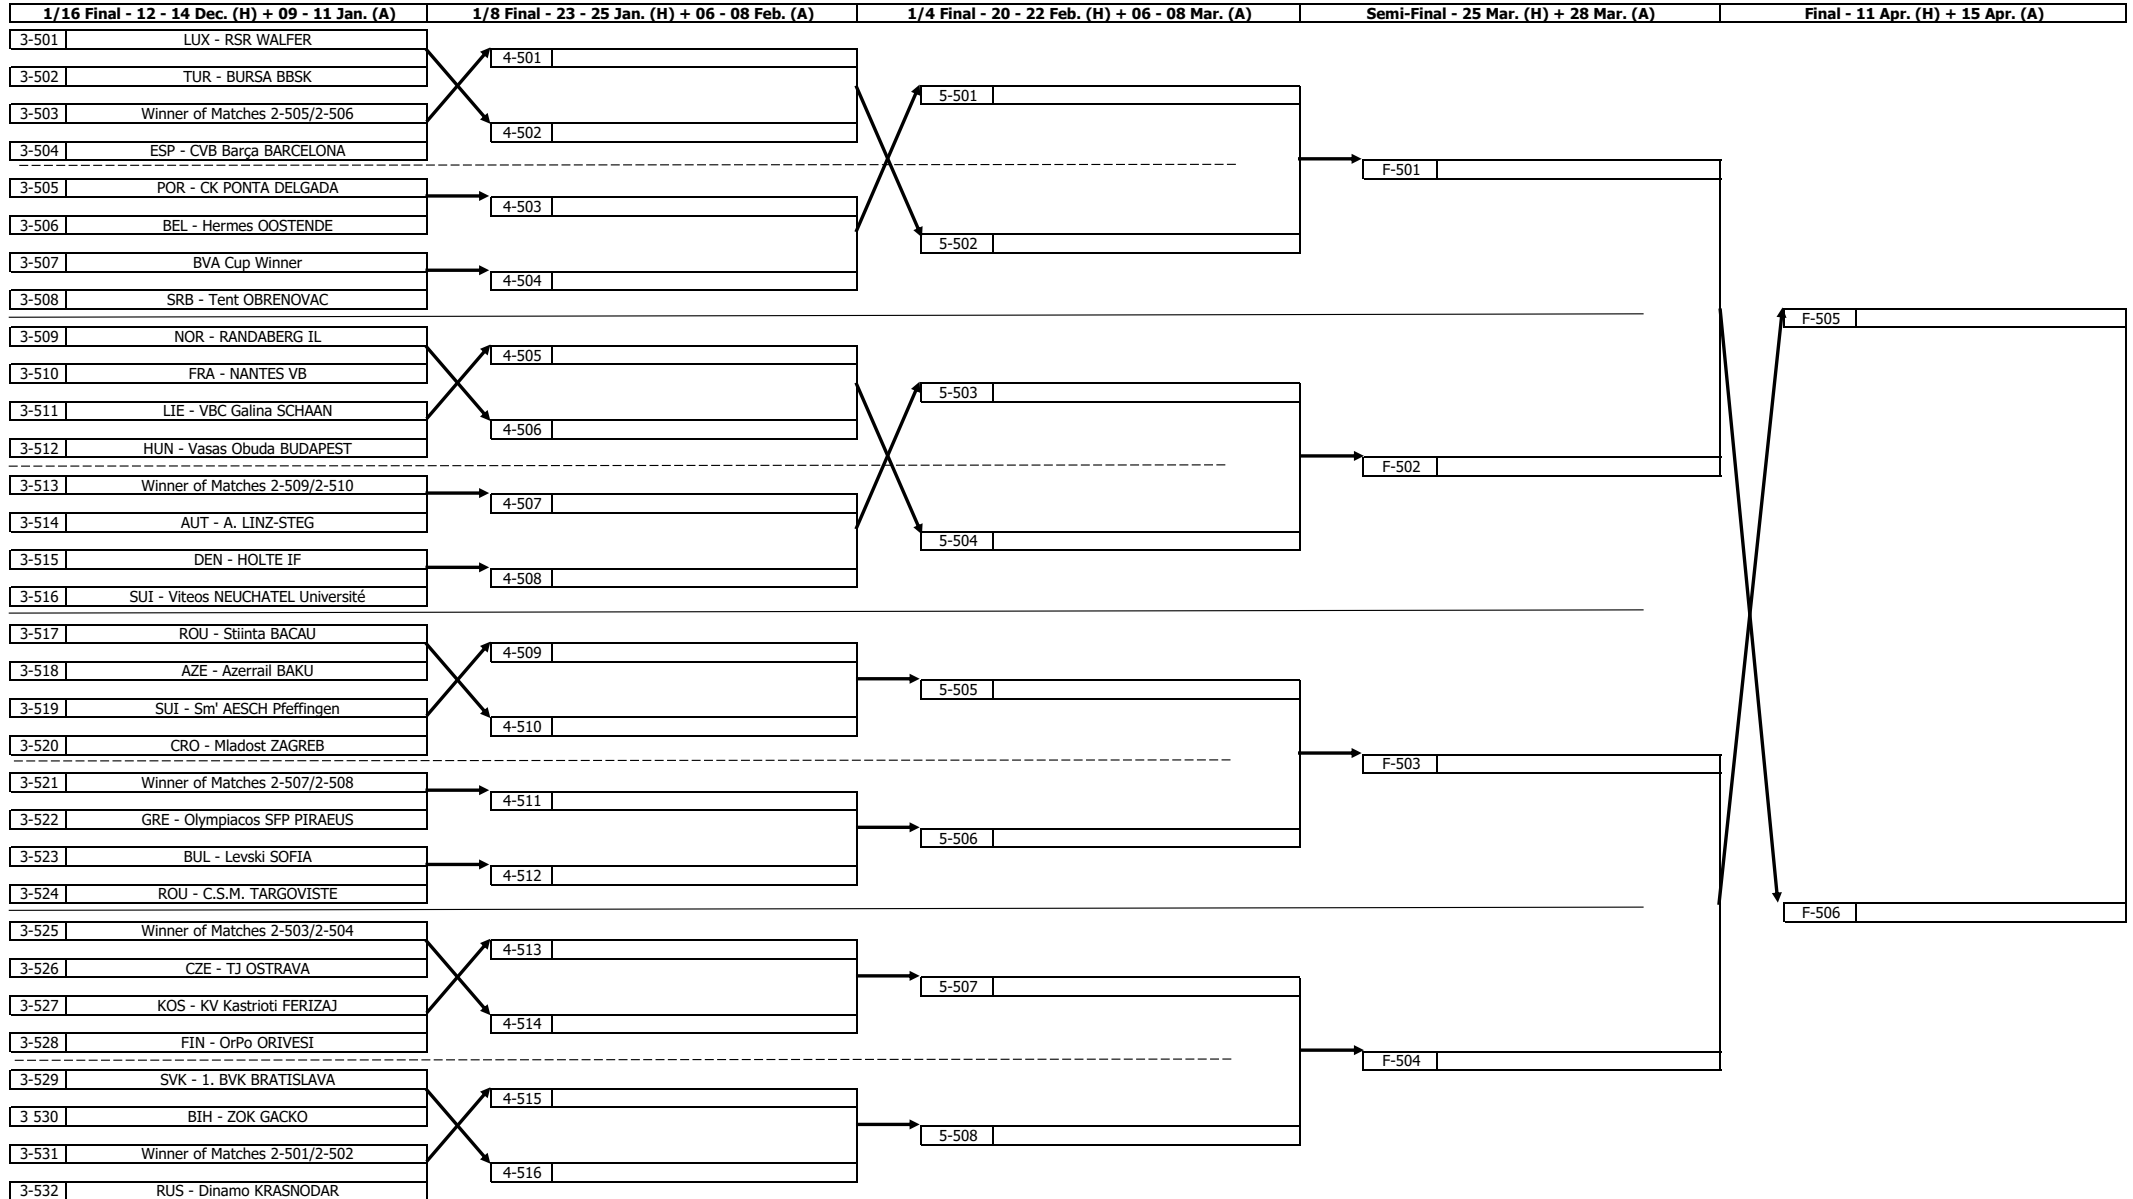 1/16 Final - 12 - 14 Dec. (H) + 09 - 11 Jan. (A)
1/8 Final - 23 - 25 Jan. (H) + 06 - 08 Feb. (A)
1/4 Final - 20 - 22 Feb. (H) + 06 - 08 Mar. (A)
Semi-Final - 25 Mar. (H) + 28 Mar. (A)
Final - 11 Apr. (H) + 15 Apr. (A)
3-501 LUX - RSR WALFER
3-502 TUR - BURSA BBSK
3-503 Winner of Matches 2-505/2-506
3-504 ESP - CVB Barça BARCELONA
3-505 POR - CK PONTA DELGADA
3-506 BEL - Hermes OOSTENDE
3-507 BVA Cup Winner
3-508 SRB - Tent OBRENOVAC
3-509 NOR - RANDABERG IL
3-510 FRA - NANTES VB
3-511 LIE - VBC Galina SCHAAN
3-512 HUN - Vasas Obuda BUDAPEST
3-513 Winner of Matches 2-509/2-510
3-514 AUT - A. LINZ-STEG
3-515 DEN - HOLTE IF
3-516 SUI - Viteos NEUCHATEL Université
3-517 ROU - Stiinta BACAU
3-518 AZE - Azerrail BAKU
3-519 SUI - Sm' AESCH Pfeffingen
3-520 CRO - Mladost ZAGREB
3-521 Winner of Matches 2-507/2-508
3-522 GRE - Olympiacos SFP PIRAEUS
3-523 BUL - Levski SOFIA
3-524 ROU - C.S.M. TARGOVISTE
3-525 Winner of Matches 2-503/2-504
3-526 CZE - TJ OSTRAVA
3-527 KOS - KV Kastrioti FERIZAJ
3-528 FIN - OrPo ORIVESI
3-529 SVK - 1. BVK BRATISLAVA
3 530 BIH - ZOK GACKO
3-531 Winner of Matches 2-501/2-502
3-532 RUS - Dinamo KRASNODAR
4-501
4-502
4-503
4-504
4-505
4-506
4-507
4-508
4-509
4-510
4-511
4-512
4-513
4-514
4-515
4-516
5-501
5-502
5-503
5-504
5-505
5-506
5-507
5-508
F-501
F-502
F-503
F-504
F-505
F-506